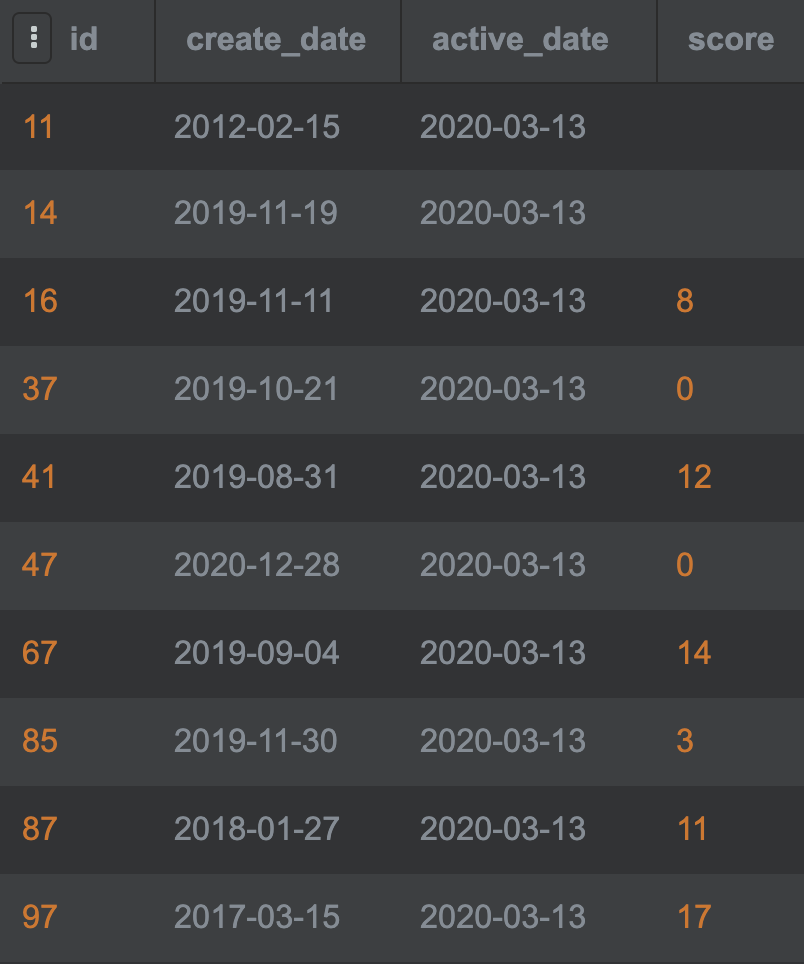 id create_date active_date score
11 2012-02-15 2020-03-13
14 2019-11-19 2020-03-13
16 2019-11-11 2020-03-13 8
37 2019-10-21 2020-03-13 0
41 2019-08-31 2020-03-13 12
47 2020-12-28 2020-03-13 0
67 2019-09-04 2020-03-13 14
85 2019-11-30 2020-03-13 3
87 2018-01-27 2020-03-13 11
97 2017-03-15 2020-03-13 17